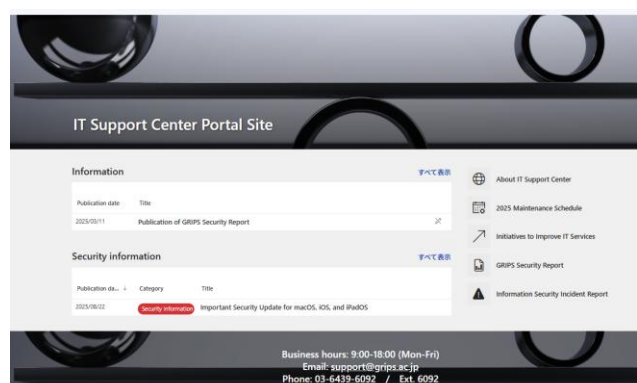 IT Support Center Portal Site
Information
すべて表示
Publication date Title
2025/03/11 Publication of GRIPS Security Report
Security information
すべて表示
Publication da... ↓ Category Title
2025/08/22 Security information Important Security Update for macOS, iOS, and iPadOS
About IT Support Center
2025 Maintenance Schedule
Initiatives to Improve IT Services
GRIPS Security Report
Information Security Incident Report
Business hours: 9:00-18:00 (Mon-Fri)
Email: support@grips.ac.jp
Phone: 03-6439-6092 / Ext. 6092